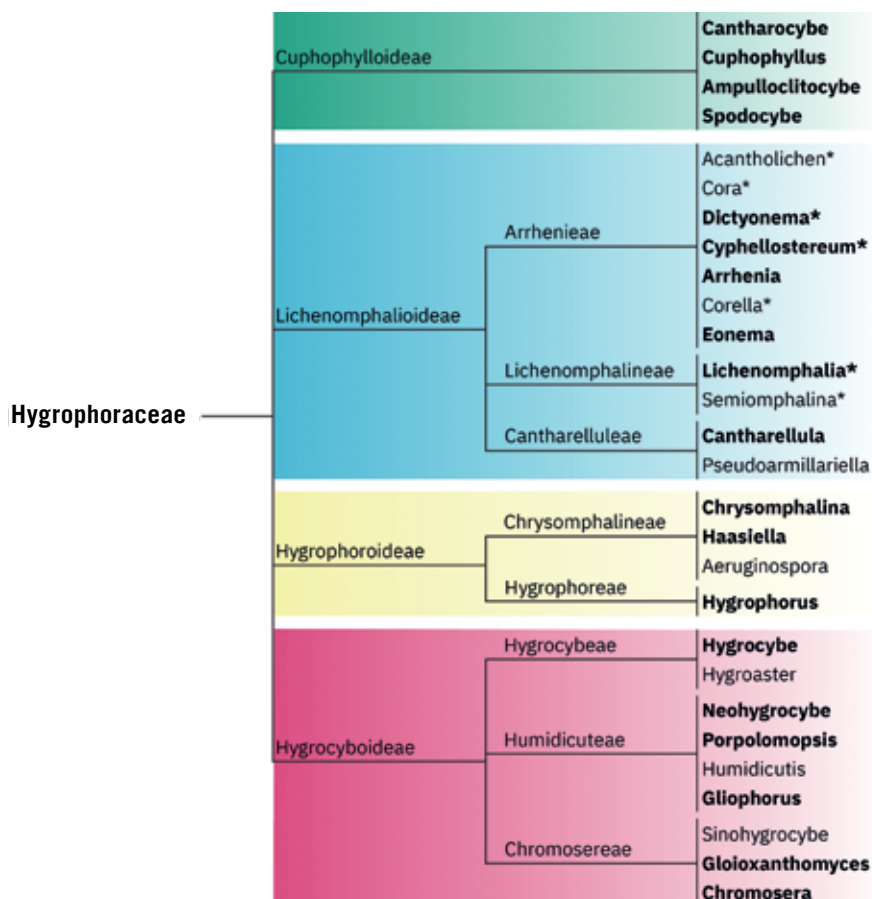 Cuphophylloideae
Cantharocybe
Cuphophyllus
Ampulloclitocybe
Spodocybe
Lichenomphalioideae
Arrhenieae
Acantholichen*
Cora*
Dictyonema*
Cyphellostereum*
Arrhenia
Corella*
Eonema
Lichenomphalineae
Lichenomphalia*
Semiomphalina*
Cantharelluleae
Cantharellula
Pseudoarmillariella
Hygrophoraceae
Hygrophoroideae
Chrysomphalineae
Chrysomphalina
Haasiella
Aeruginospora
Hygrophoreae
Hygrophorus
Hygrocyboideae
Hygrocybeae
Hygrocybe
Hygroaster
Humidicuteae
Neohygrocybe
Porpolomopsis
Humidicutis
Gliophorus
Chromosereae
Sinohygrocybe
Gloioxanthomyces
Chromosera